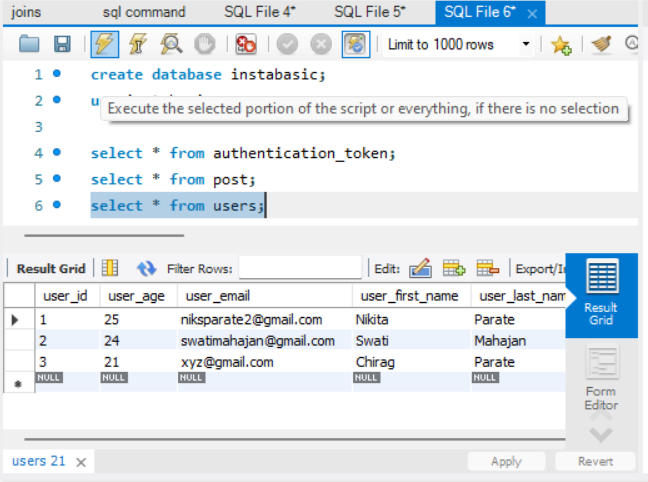 joins sql command SQL File 4* SQL File 5* SQL File 6* ×
Limit to 1000 rows
1 create database instabasic;
2 u
Execute the selected portion of the script or everything, if there is no selection
3
4 select * from authentication_token;
5 select * from post;
6 select * from users;
Result Grid Filter Rows: Edit: Export/I
user_id user_age user_email user_first_name user_last_nam
1 25 niksparate2@gmail.com Nikita Parate
2 24 swatimahajan@gmail.com Swati Mahajan
3 21 xyz@gmail.com Chirag Parate
NULL NULL NULL NULL NULL
Result
Grid
Form
Editor
users 21 × Apply Revert